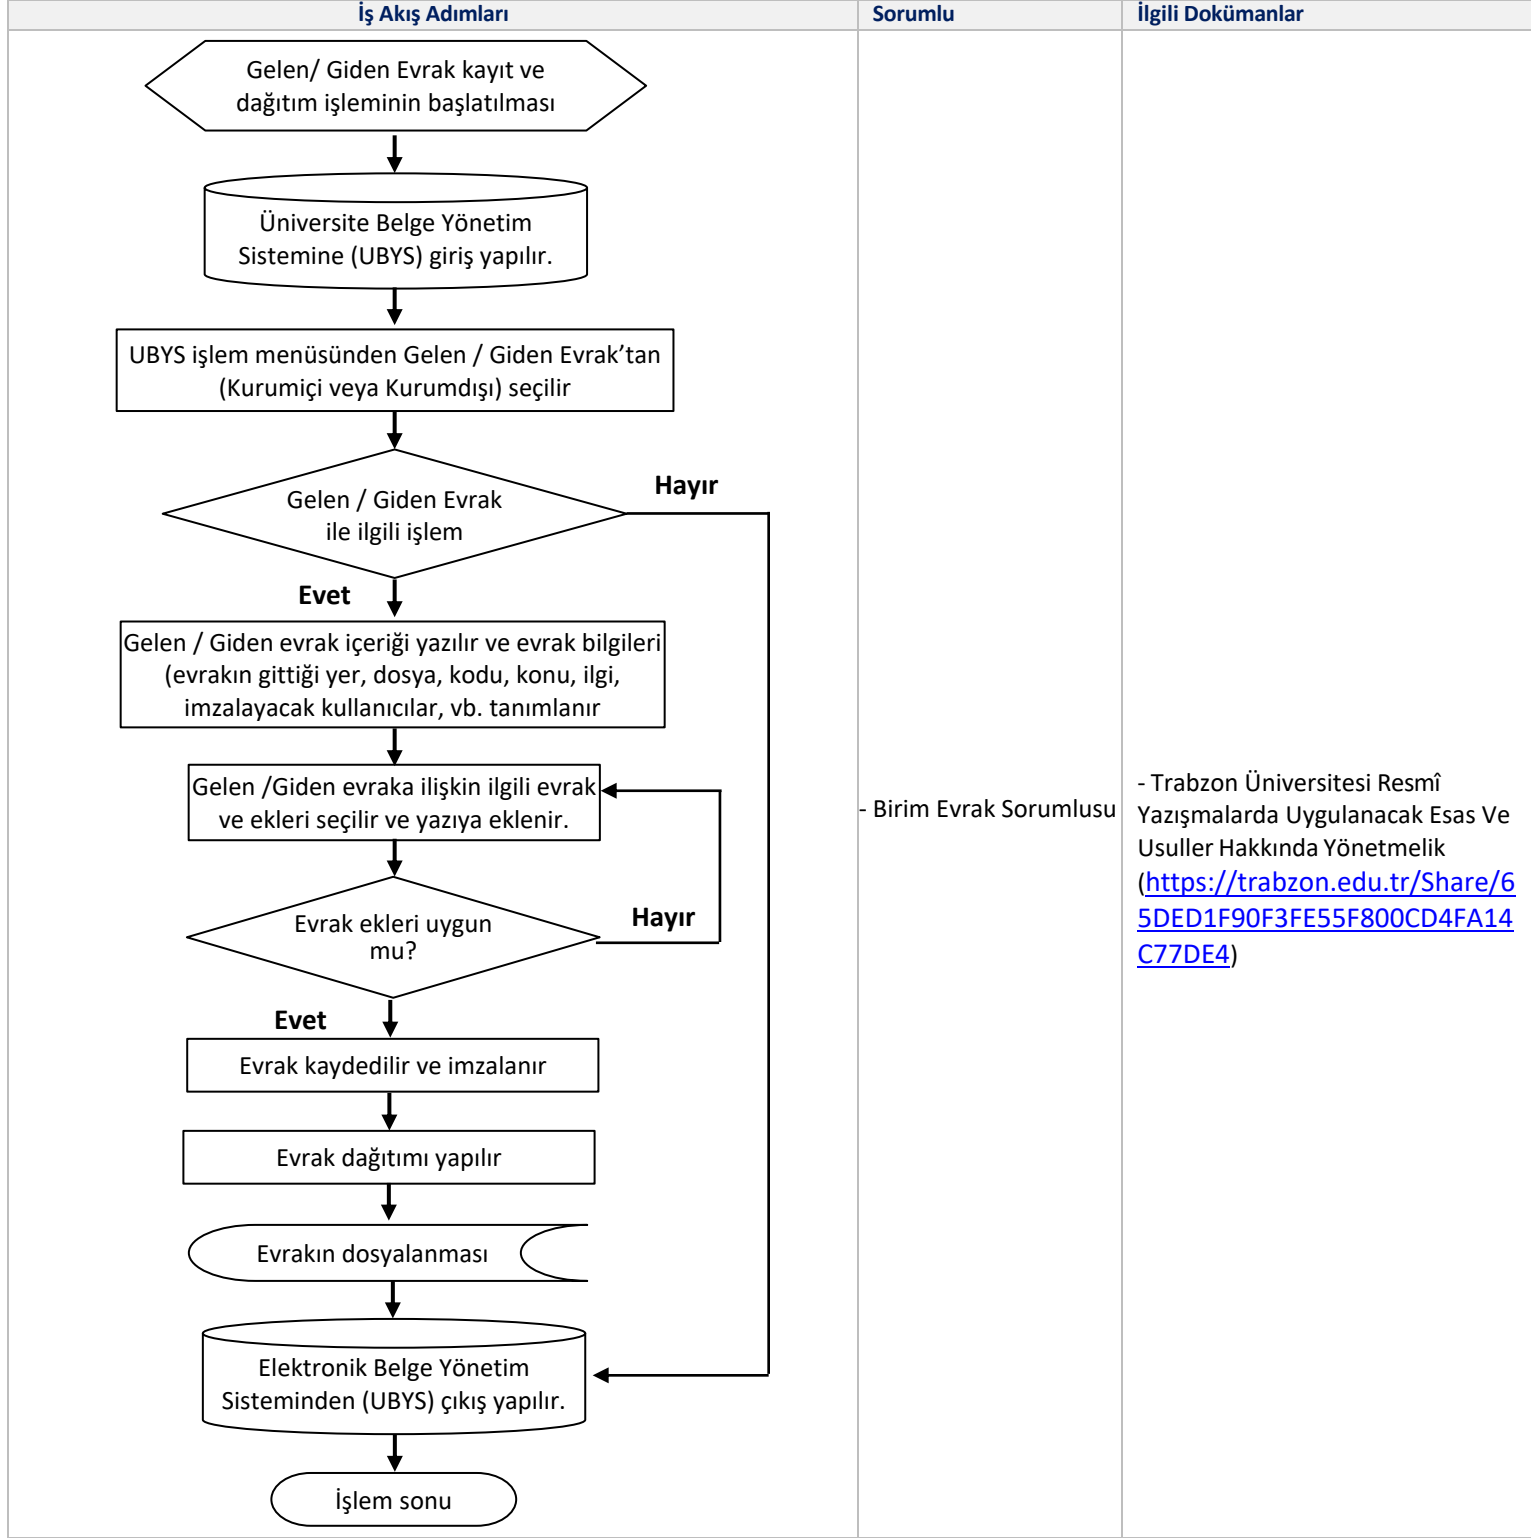 İş Akış Adımları
Sorumlu
İlgili Dokümanlar
Gelen/ Giden Evrak kayıt ve
dağıtım işleminin başlatılması
Üniversite Belge Yönetim
Sistemine (UBYS) giriş yapılır.
UBYS işlem menüsünden Gelen / Giden Evrak’tan
(Kurumiçi veya Kurumdışı) seçilir
Gelen / Giden Evrak
ile ilgili işlem
Hayır
Evet
Gelen / Giden evrak içeriği yazılır ve evrak bilgileri
(evrakın gittiği yer, dosya, kodu, konu, ilgi,
imzalayacak kullanıcılar, vb. tanımlanır
Gelen /Giden evraka ilişkin ilgili evrak
ve ekleri seçilir ve yazıya eklenir.
Evrak ekleri uygun
mu?
Hayır
Evet
Evrak kaydedilir ve imzalanır
Evrak dağıtımı yapılır
Evrakın dosyalanması
Elektronik Belge Yönetim
Sisteminden (UBYS) çıkış yapılır.
İşlem sonu
- Birim Evrak Sorumlusu
- Trabzon Üniversitesi Resmî
Yazışmalarda Uygulanacak Esas Ve
Usuller Hakkında Yönetmelik
(https://trabzon.edu.tr/Share/6
5DED1F90F3FE55F800CD4FA14
C77DE4)